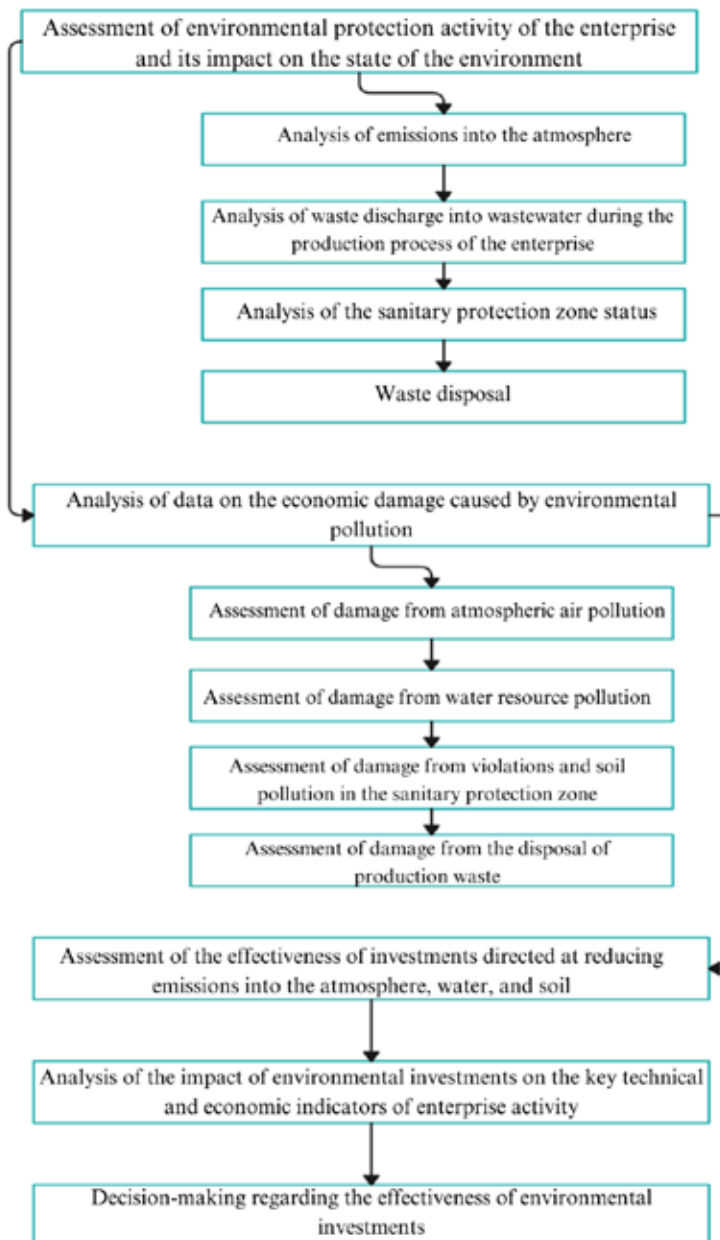 Assessment of environmental protection activity of the enterprise
and its impact on the state of the environment
Analysis of emissions into the atmosphere
Analysis of waste discharge into wastewater during the
production process of the enterprise
Analysis of the sanitary protection zone status
Waste disposal
Analysis of data on the economic damage caused by environmental
pollution
Assessment of damage from atmospheric air pollution
Assessment of damage from water resource pollution
Assessment of damage from violations and soil
pollution in the sanitary protection zone
Assessment of damage from the disposal of
production waste
Assessment of the effectiveness of investments directed at reducing
emissions into the atmosphere, water, and soil
Analysis of the impact of environmental investments on the key technical
and economic indicators of enterprise activity
Decision-making regarding the effectiveness of environmental
investments